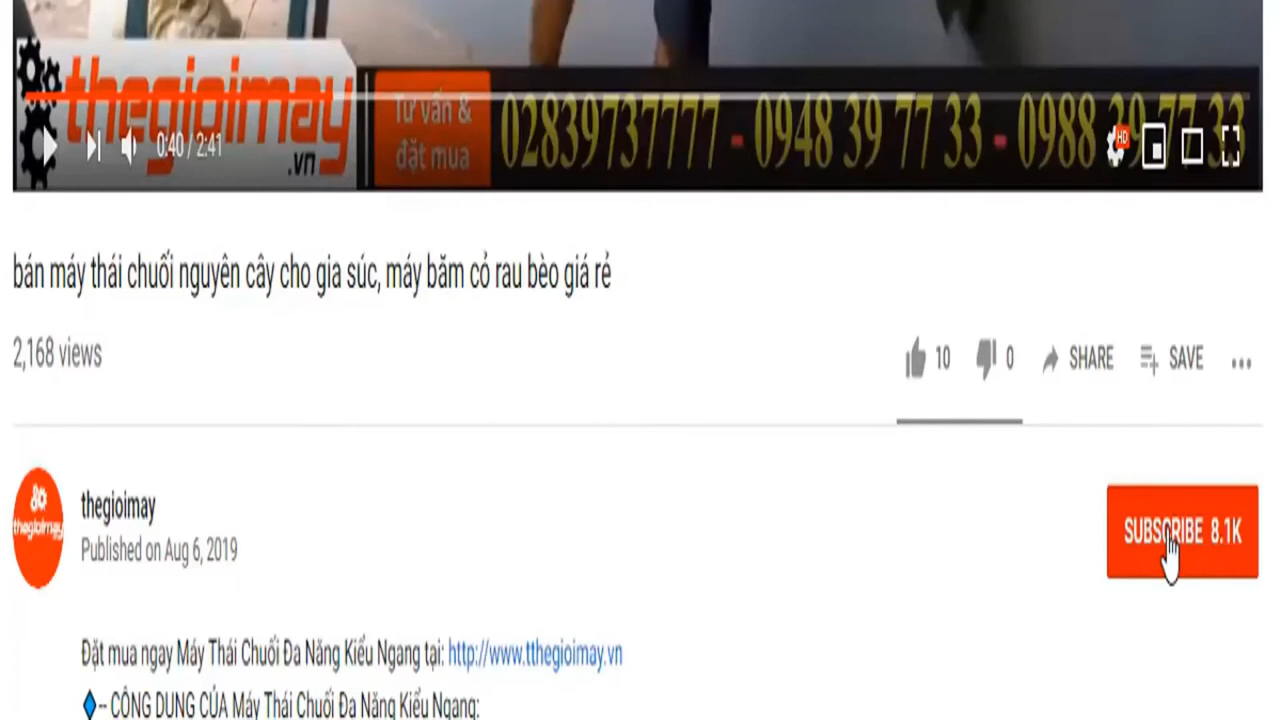 thegioimay
.vn
Tư vấn &
đặt mua
02839737777 - 0948 39 77 33 - 0988 39 77 33
HD
0:40 / 2:41
bán máy thái chuối nguyên cây cho gia súc, máy băm cỏ rau bèo giá rẻ
2,168 views
10 0 SHARE SAVE
thegioimay
thegioimay
Published on Aug 6, 2019
SUBSCRIBE 8.1K
Đặt mua ngay Máy Thái Chuối Đa Năng Kiểu Ngang tại: http://www.tthegioimay.vn
-- CÔNG DỤNG CỦA Máy Thái Chuối Đa Năng Kiểu Ngang: